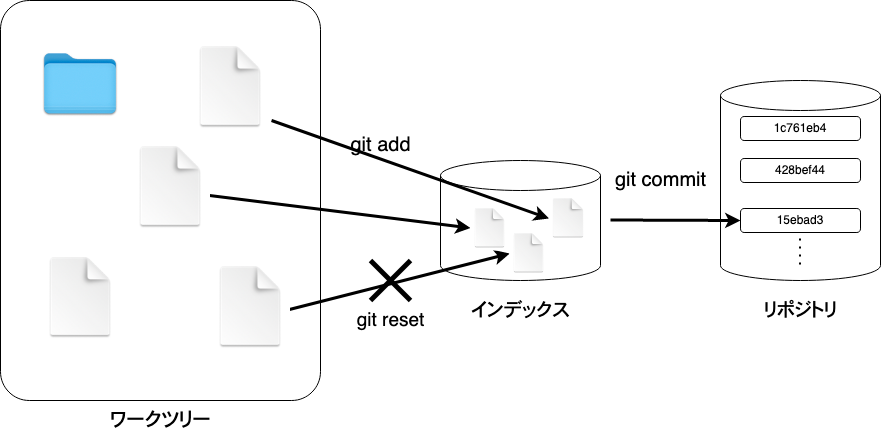 git add
git commit
git reset
1c761eb4
428bef44
15ebad3
インデックス
リポジトリ
ワークツリー